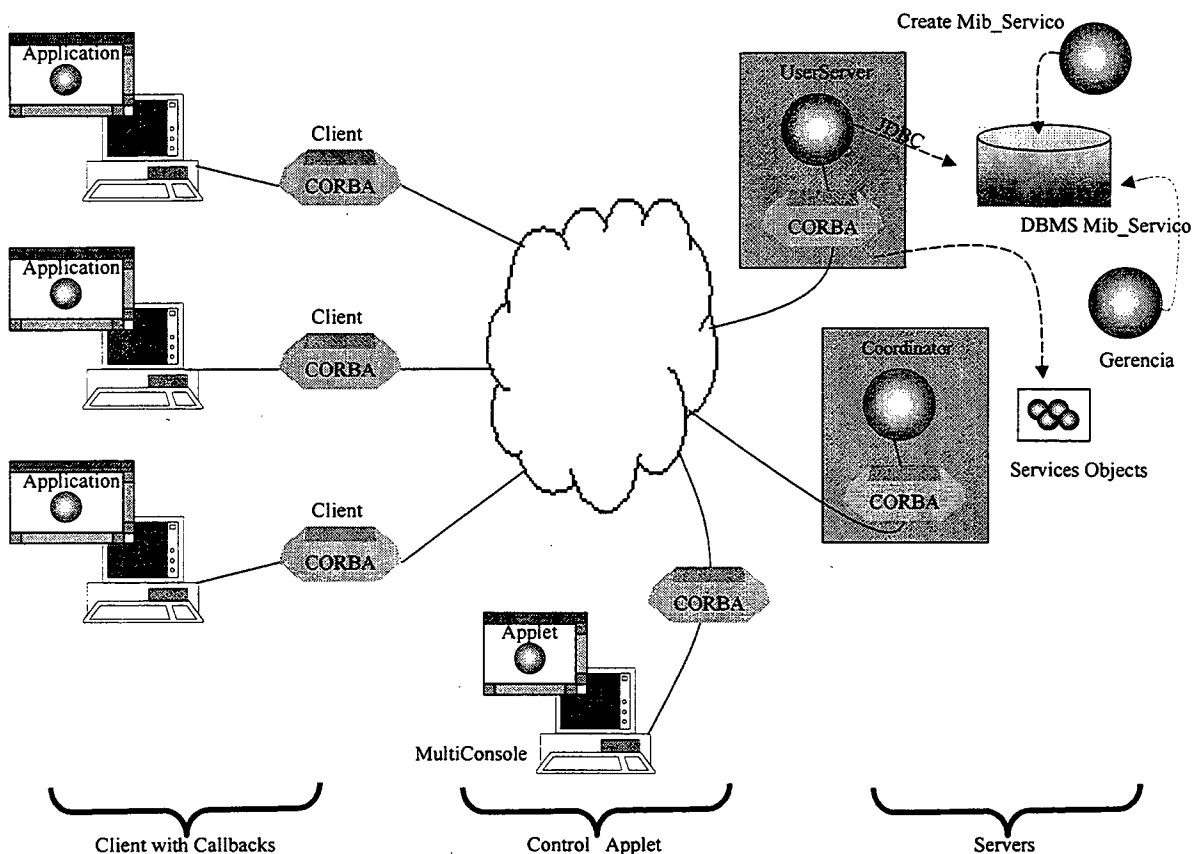 Create Mib_Servico
Application
UserServer
Client
JDBC
CORBA
CORBA
DBMS Mib_Servico
Application
Client
CORBA
Coordinator
Gerencia
Services Objects
CORBA
Application
Client
CORBA
CORBA
Applet
MultiConsole
Client with Callbacks
Control Applet
Servers